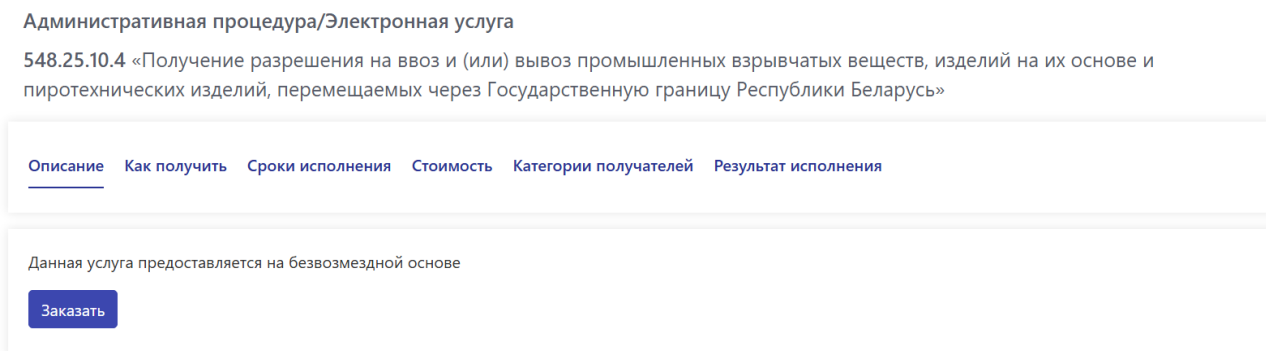 Административная процедура/Электронная услуга
548.25.10.4 «Получение разрешения на ввоз и (или) вывоз промышленных взрывчатых веществ, изделий на их основе и
пиротехнических изделий, перемещаемых через Государственную границу Республики Беларусь»
Описание Как получить Сроки исполнения Стоимость Категории получателей Результат исполнения
Данная услуга предоставляется на безвозмездной основе
Заказать